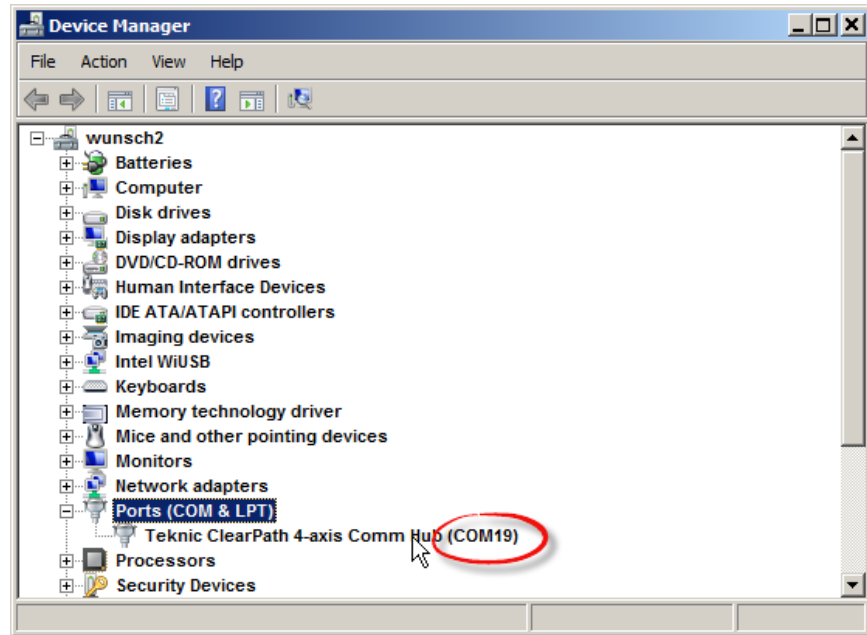 Device Manager
File Action View Help
wunsch2
Batteries
Computer
Disk drives
Display adapters
DVD/CD-ROM drives
Human Interface Devices
IDE ATA/ATAPI controllers
Imaging devices
Intel WiUSB
Keyboards
Memory technology driver
Mice and other pointing devices
Monitors
Network adapters
Ports (COM & LPT)
Teknic ClearPath 4-axis Comm Hub (COM19)
Processors
Security Devices